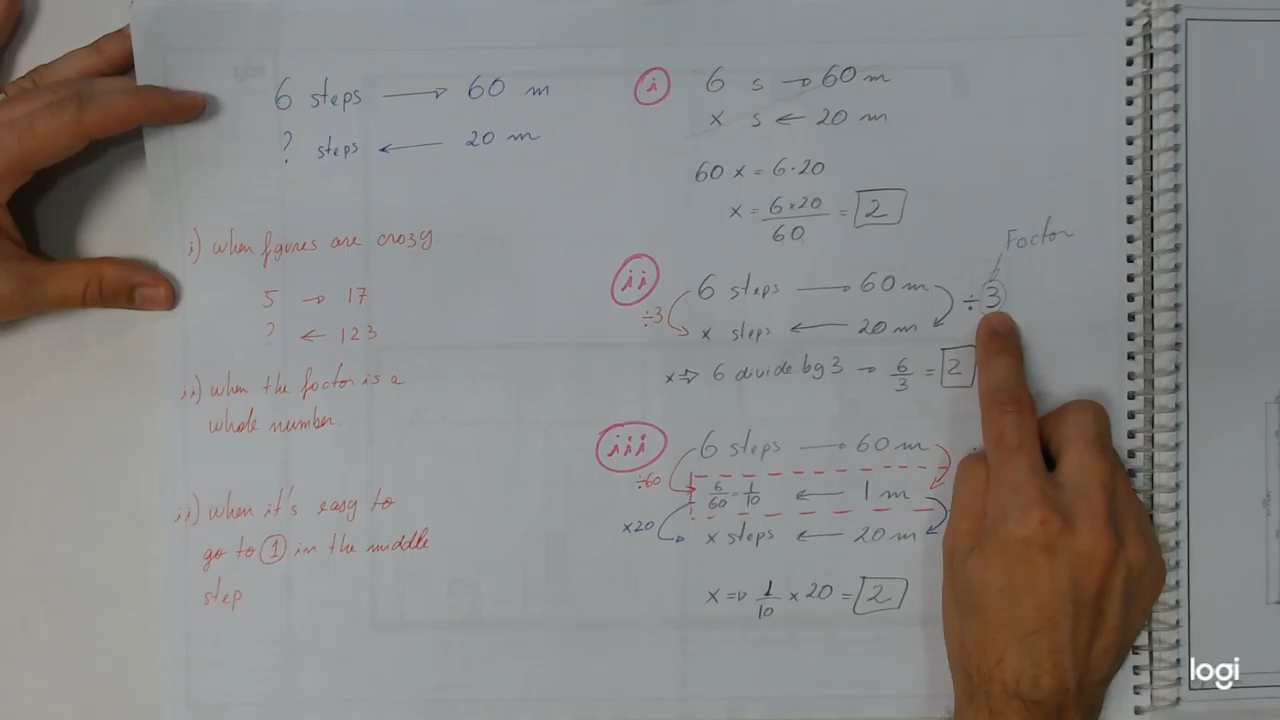 6 steps → 60 m
? steps ← 20 m
i) when figures are crazy
5 → 17
? ← 123
ii) when the factor is a
whole number.
ii) when it's easy to
go to 1 in the middle
step
i
6 s → 60 m
x s ← 20 m
60 x = 6·20
x = 6×20/60 = 2
Factor
ii
6 steps → 60 m
÷3
÷3
x steps ← 20 m
x ⇒ 6 divide by 3 → 6/3 = 2
iii
6 steps → 60 m
÷60
6/60 = 1/10 ← 1 m
×20
x steps ← 20 m
x ⇒ 1/10 × 20 = 2
logi